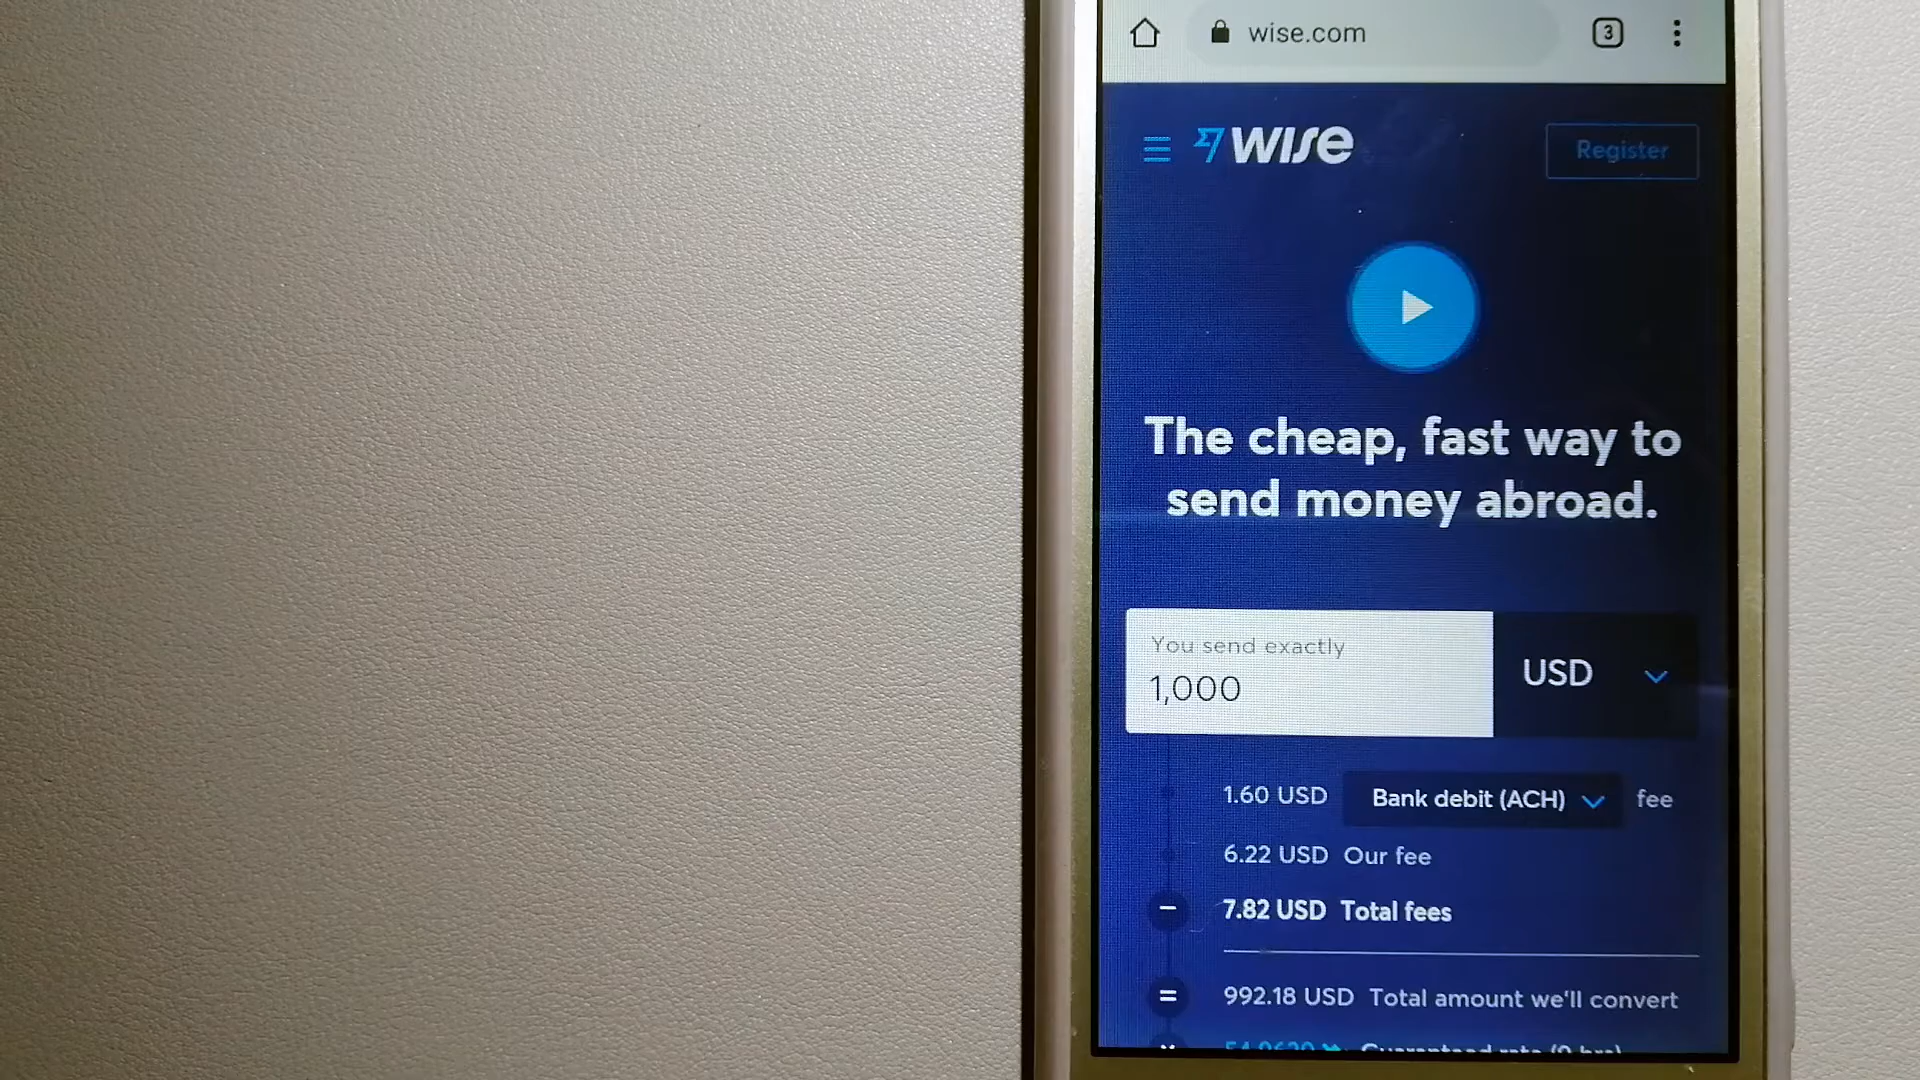 wise.com
3
wise
Register
The cheap, fast way to
send money abroad.
You send exactly
1,000
USD
1.60 USD Bank debit (ACH) fee
6.22 USD Our fee
7.82 USD Total fees
992.18 USD Total amount we'll convert
Guaranteed rate